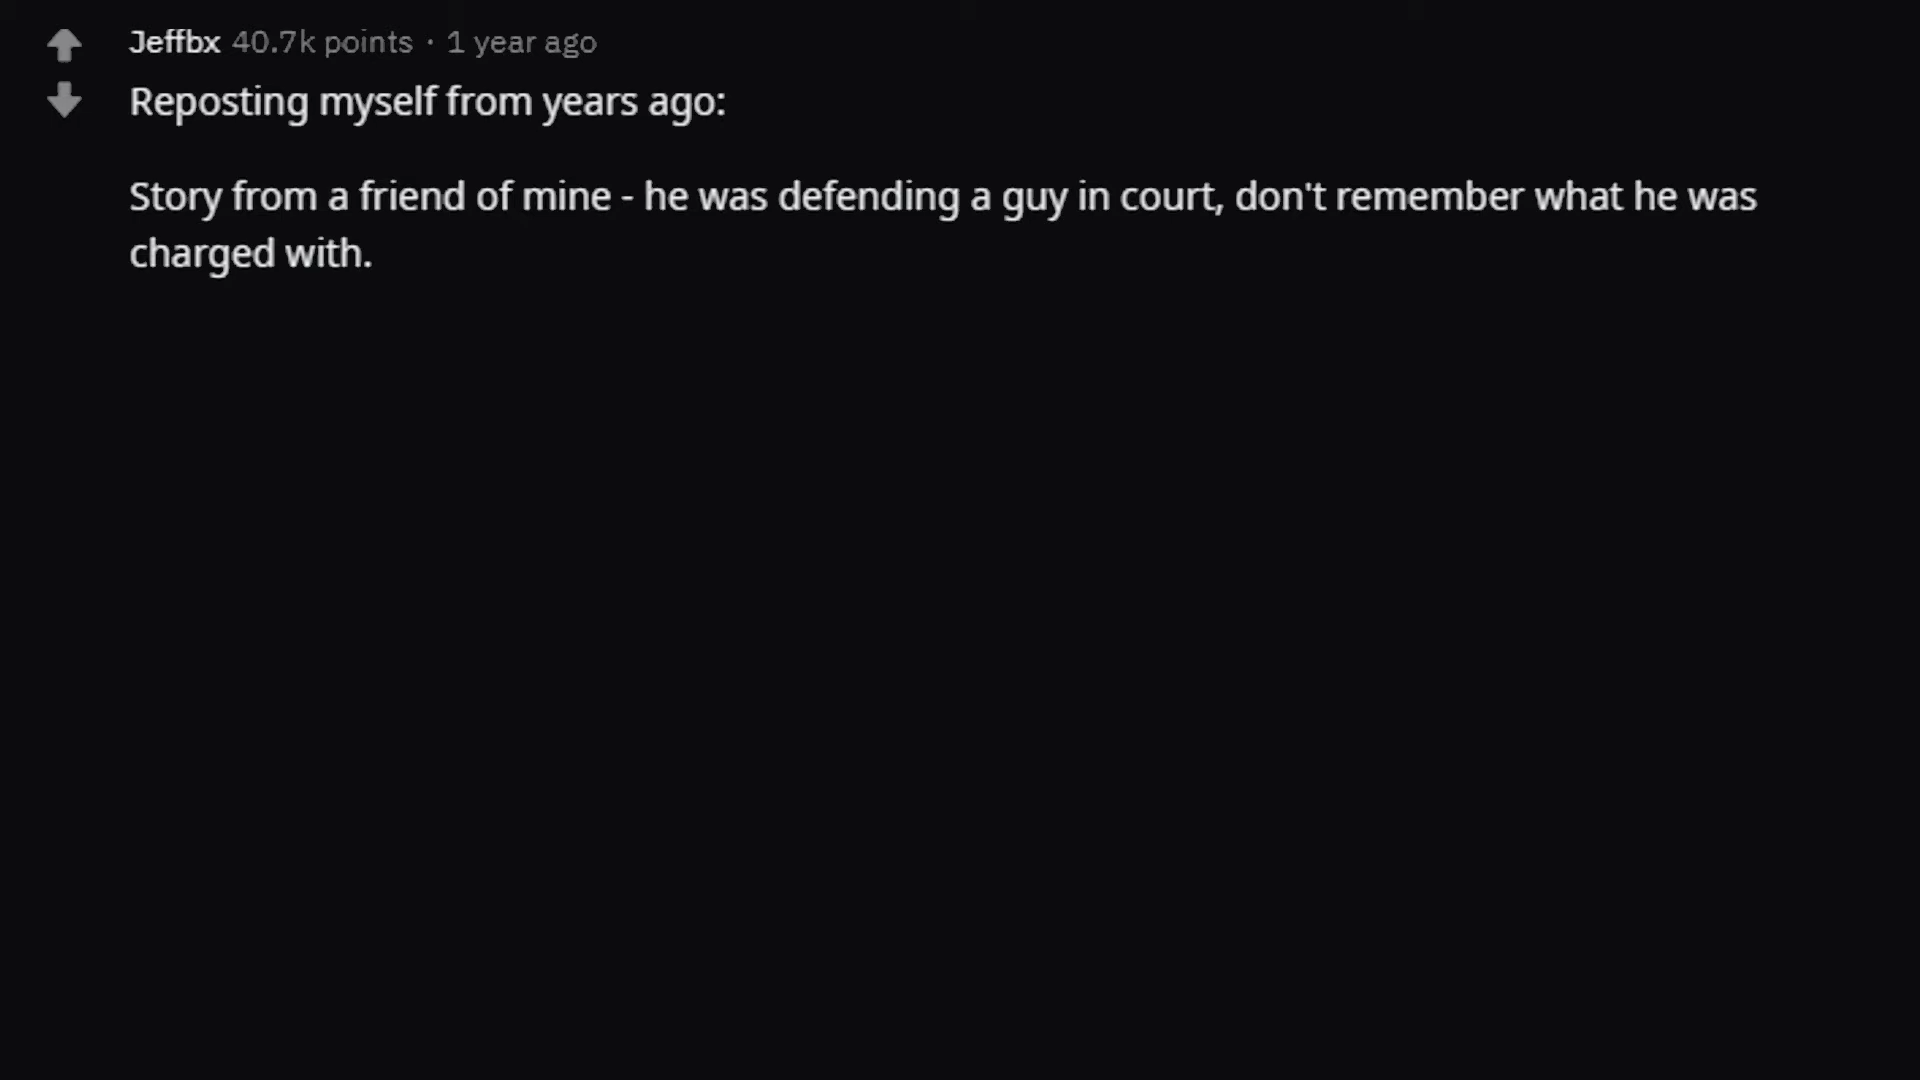 Jeffbx 40.7k points · 1 year ago
Reposting myself from years ago:
Story from a friend of mine - he was defending a guy in court, don't remember what he was
charged with.